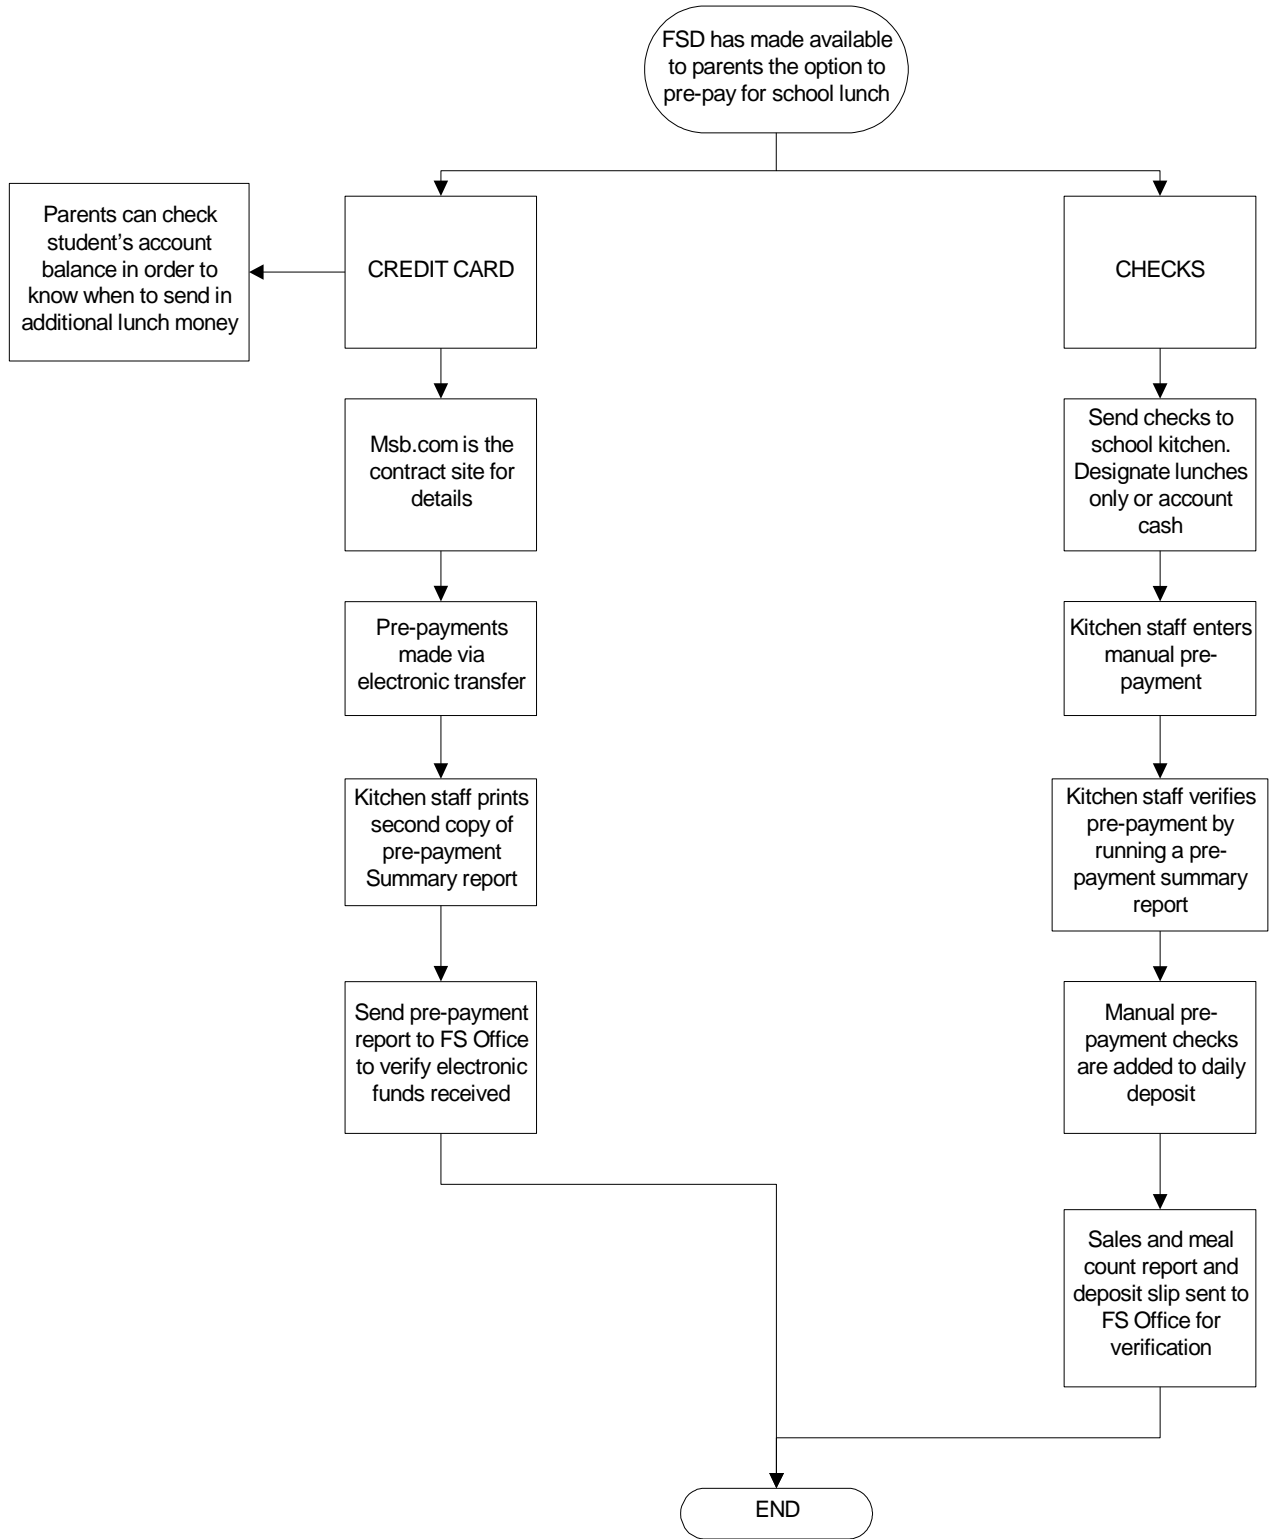 FSD has made available
to parents the option to
pre-pay for school lunch
Parents can check
student's account
balance in order to
know when to send in
additional lunch money
CREDIT CARD
CHECKS
Msb.com is the
contract site for
details
Send checks to
school kitchen.
Designate lunches
only or account
cash
Pre-payments
made via
electronic transfer
Kitchen staff enters
manual pre-
payment
Kitchen staff prints
second copy of
pre-payment
Summary report
Kitchen staff verifies
pre-payment by
running a pre-
payment summary
report
Send pre-payment
report to FS Office
to verify electronic
funds received
Manual pre-
payment checks
are added to daily
deposit
Sales and meal
count report and
deposit slip sent to
FS Office for
verification
END